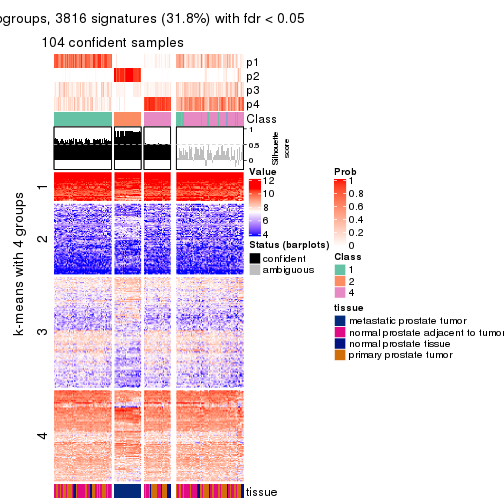 ogroups, 3816 signatures (31.8%) with fdr < 0.05
104 confident samples
p1
p2
p3
p4
Class
1
0.5
0
Silhouette
score
k-means with 4 groups
1
2
3
4
tissue
Value
12
10
8
6
4
Status (barplots)
confident
ambiguous
Prob
1
0.8
0.6
0.4
0.2
0
Class
1
2
4
tissue
metastatic prostate tumor
normal prostate adjacent to tumor
normal prostate tissue
primary prostate tumor